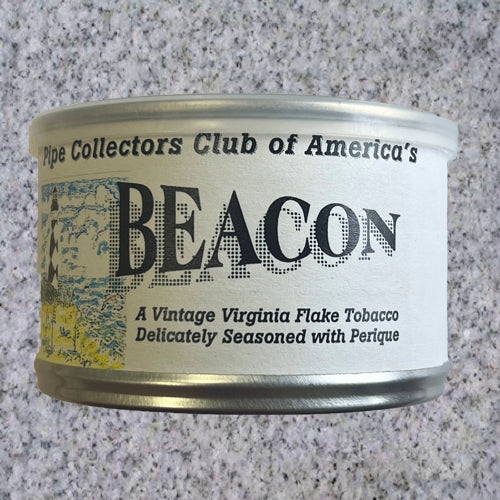 Pipe Collectors Club of America's
BEACON
A Vintage Virginia Flake Tobacco
Delicately Seasoned with Perique